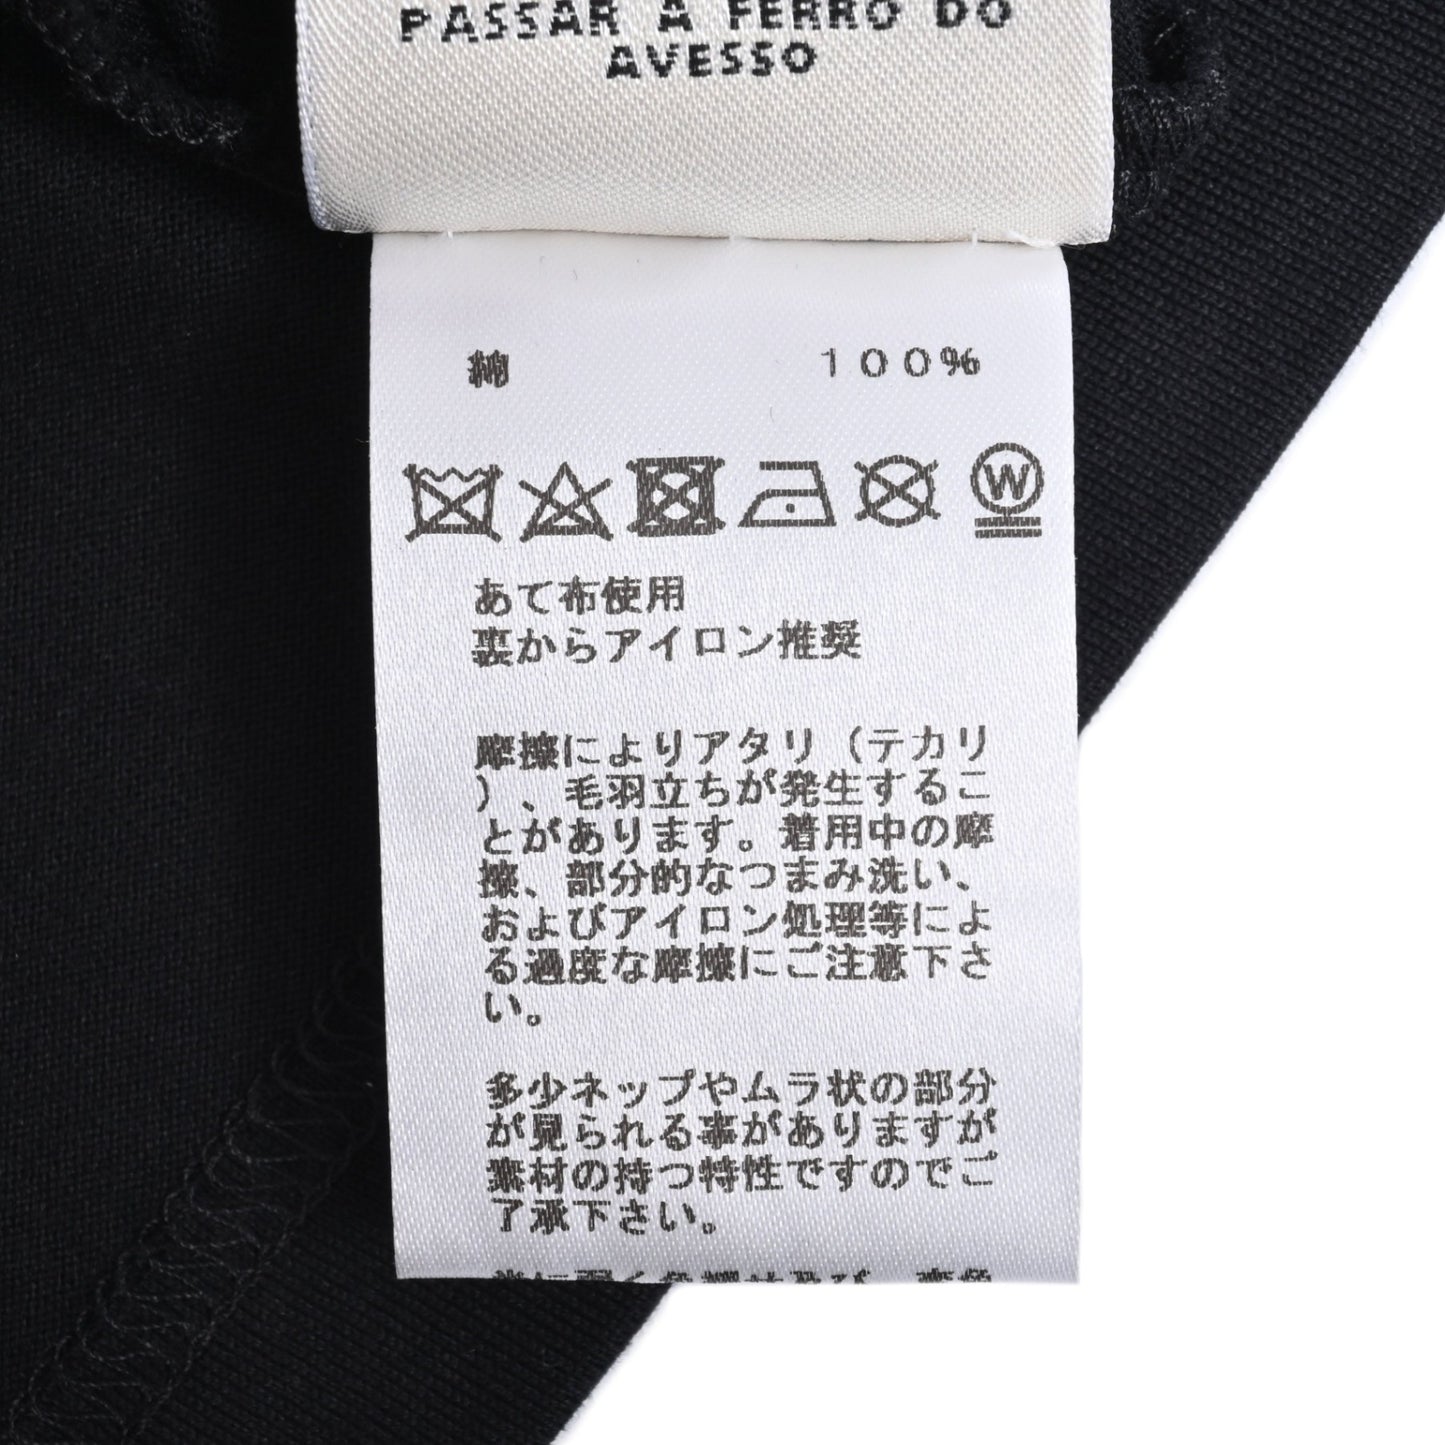 PASSAR A FERRO DO
AVESSO
綿 100%
W
あて布使用
裏からアイロン推奨
摩擦によりアタリ（テカリ
）、毛羽立ちが発生するこ
とがあります。着用中の摩
擦、部分的なつまみ洗い、
およびアイロン処理等によ
る過度な摩擦にご注意下さ
い。
多少ネップやムラ状の部分
が見られる事がありますが
素材の持つ特性ですのでご
了承下さい。